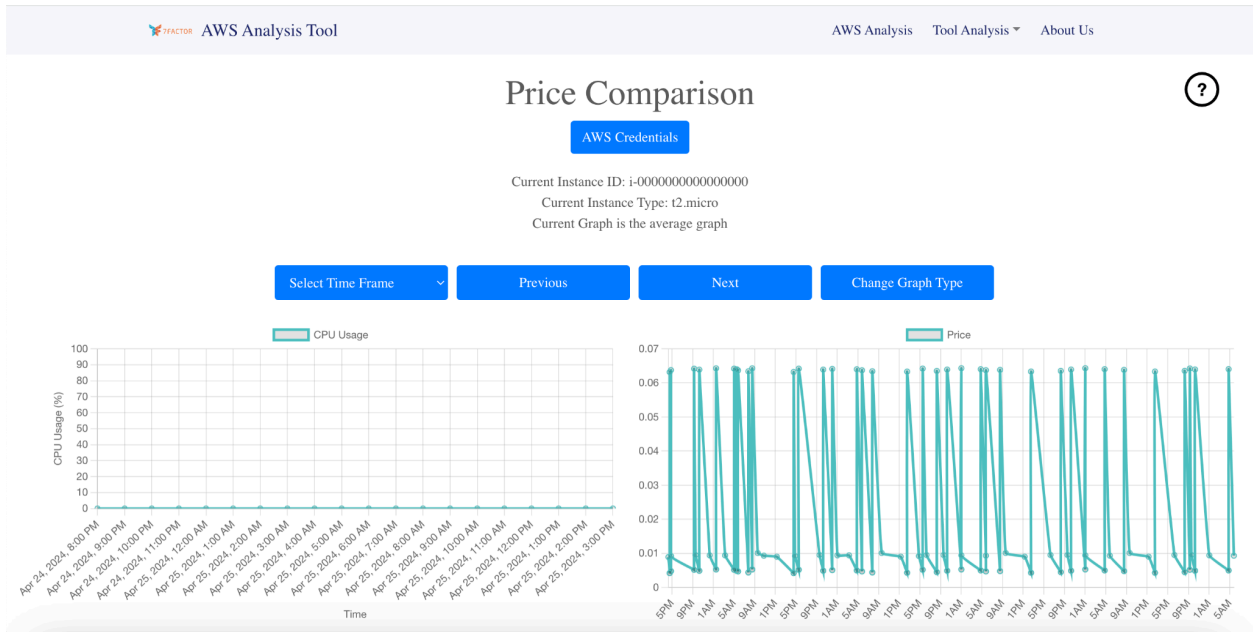 7FACTOR AWS Analysis Tool AWS Analysis Tool Analysis About Us
Price Comparison
?
AWS Credentials
Current Instance ID: i-0000000000000000
Current Instance Type: t2.micro
Current Graph is the average graph
Select Time Frame Previous Next Change Graph Type
CPU Usage
100
90
80
70
60
50
40
30
20
10
0
CPU Usage (%)
Apr 24, 2024, 8:00 PM
Apr 24, 2024, 9:00 PM
Apr 24, 2024, 10:00 PM
Apr 24, 2024, 11:00 PM
Apr 25, 2024, 12:00 AM
Apr 25, 2024, 1:00 AM
Apr 25, 2024, 2:00 AM
Apr 25, 2024, 3:00 AM
Apr 25, 2024, 4:00 AM
Apr 25, 2024, 5:00 AM
Apr 25, 2024, 6:00 AM
Apr 25, 2024, 7:00 AM
Apr 25, 2024, 8:00 AM
Apr 25, 2024, 9:00 AM
Apr 25, 2024, 10:00 AM
Apr 25, 2024, 11:00 AM
Apr 25, 2024, 12:00 PM
Apr 25, 2024, 1:00 PM
Apr 25, 2024, 2:00 PM
Apr 25, 2024, 3:00 PM
Time
Price
0.07
0.06
0.05
0.04
0.03
0.02
0.01
0
5PM
9PM
1AM
5AM
9AM
1PM
5PM
9PM
1AM
5AM
9AM
1PM
5PM
9PM
1AM
5AM
9AM
1PM
5PM
9PM
1AM
5AM
9AM
1PM
5PM
9PM
1AM
5AM